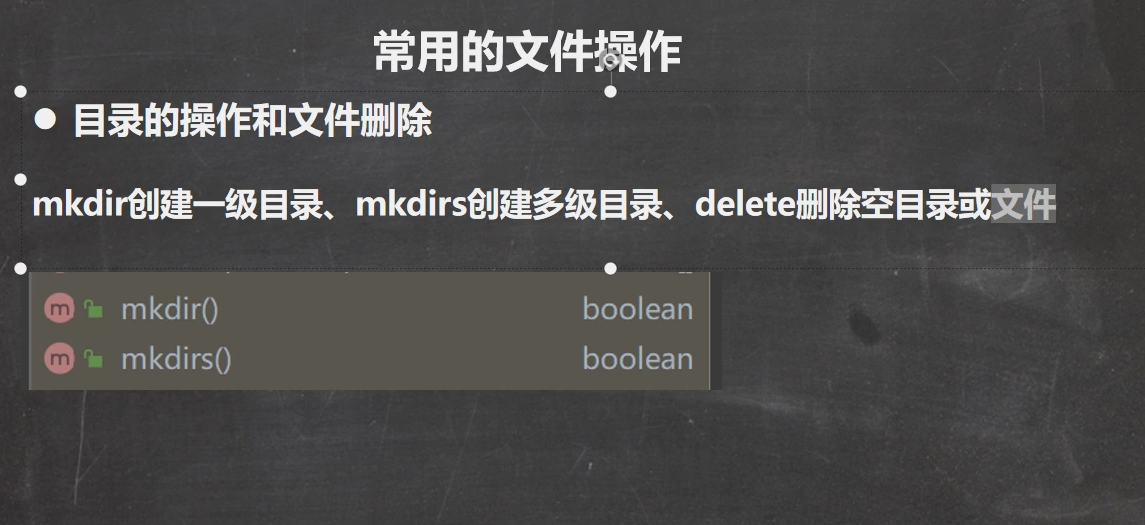 常用的文件操作
● 目录的操作和文件删除
mkdir创建一级目录、mkdirs创建多级目录、delete删除空目录或文件
m mkdir() boolean
m mkdirs() boolean